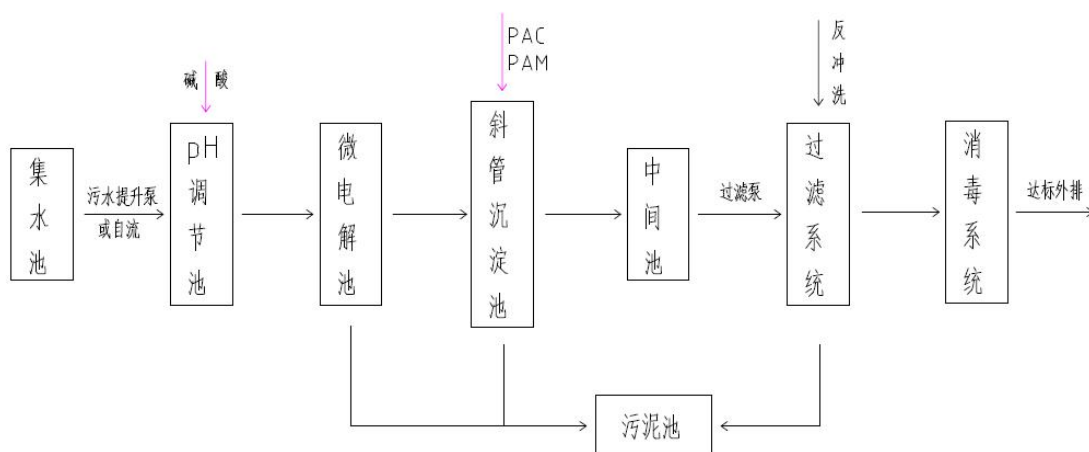 PAC
PAM
反冲洗
碱 酸
集水池
污水提升泵
或自流
pH调节池
微电解池
斜管沉淀池
中间池
过滤泵
过滤系统
消毒系统
达标外排
污泥池